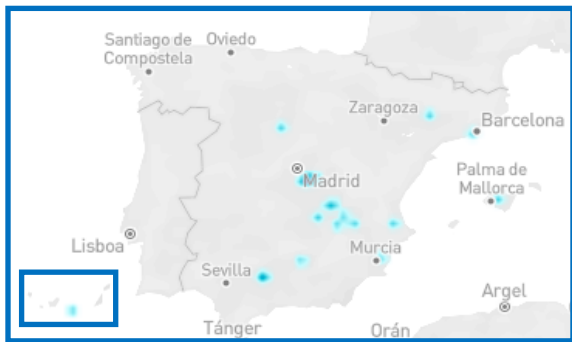 Santiago de
Compostela
Oviedo
Zaragoza
Barcelona
Madrid
Palma de
Mallorca
Lisboa
Murcia
Sevilla
Argel
Tánger
Orán